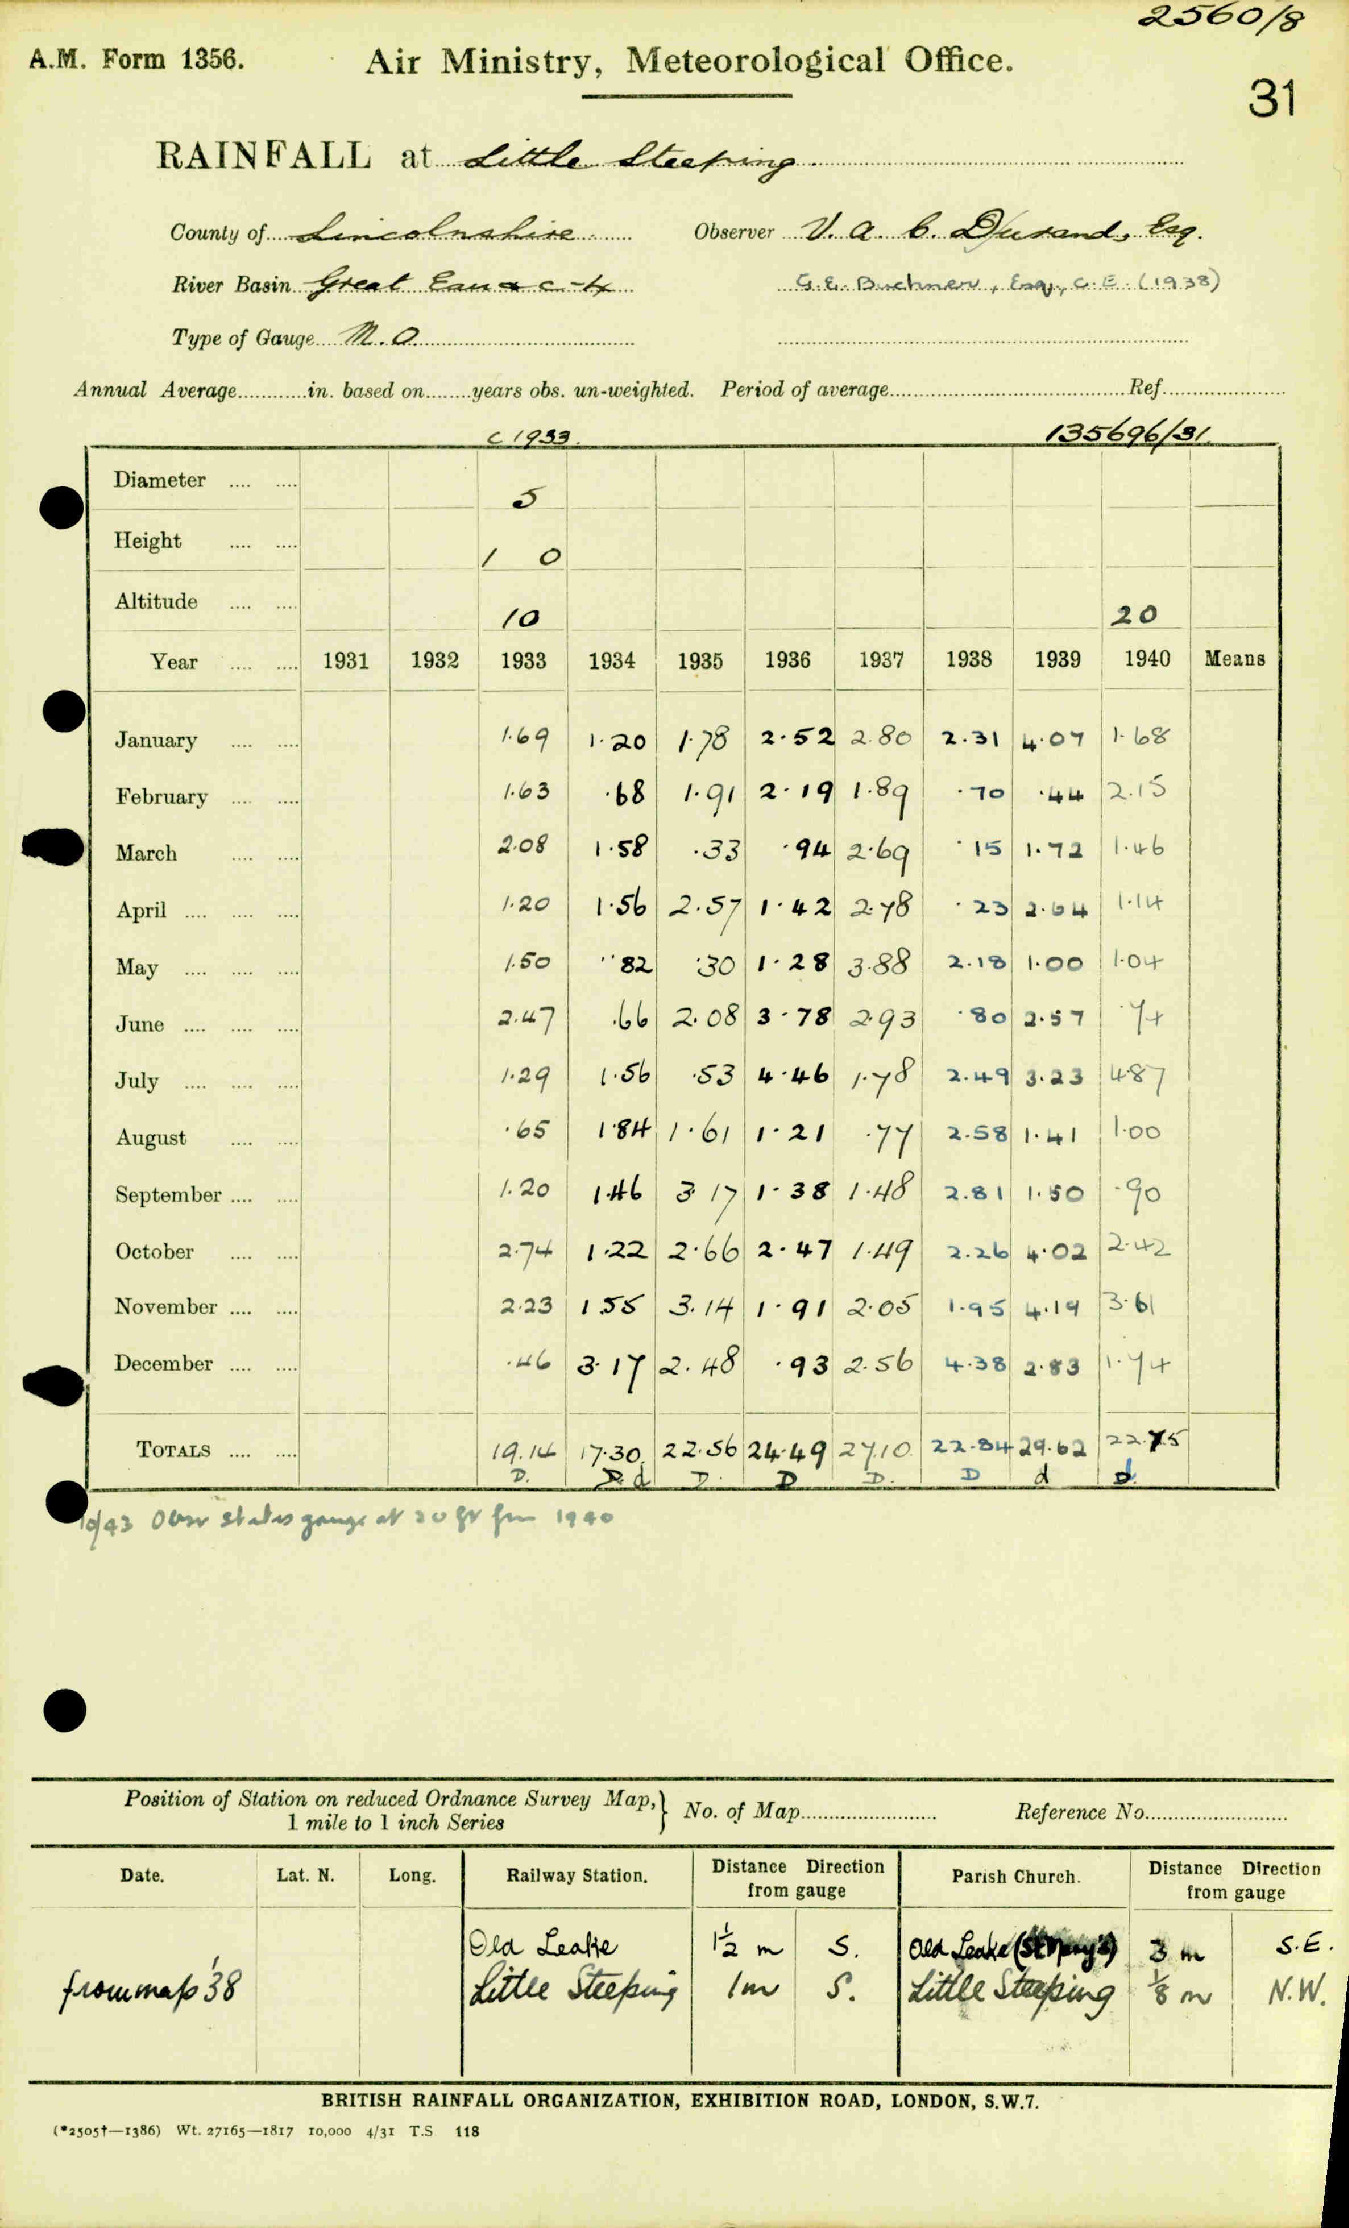 2560/8
A.M. Form 1356. Air Ministry, Meteorological Office.
31
RAINFALL at Little Steeping
County of Lincolnshire Observer V. A. C. Durand, Esq.
River Basin Great Eau &c - 4 G. E. Buchner, Esq., C.E. (1938)
Type of Gauge M.O.
Annual Average in. based on years obs. un-weighted. Period of average Ref.
c 1933 135696/31
Diameter 5
Height 1 0
Altitude 10 20
Year 1931 1932 1933 1934 1935 1936 1937 1938 1939 1940 Means
January 1.69 1.20 1.78 2.52 2.80 2.31 4.07 1.68
February 1.63 .68 1.91 2.19 1.89 .70 .44 2.15
March 2.08 1.58 .33 .94 2.69 .15 1.72 1.46
April 1.20 1.56 2.57 1.42 2.78 .23 2.64 1.14
May 1.50 .82 .30 1.28 3.88 2.18 1.00 1.04
June 2.47 .66 2.08 3.78 2.93 .80 2.57 .74
July 1.29 1.56 .53 4.46 1.78 2.49 3.23 4.87
August .65 1.84 1.61 1.21 .77 2.58 1.41 1.00
September 1.20 1.46 3.17 1.38 1.48 2.81 1.50 .90
October 2.74 1.22 2.66 2.47 1.49 2.26 4.02 2.42
November 2.23 1.55 3.14 1.91 2.05 1.95 4.19 3.61
December .46 3.17 2.48 .93 2.56 4.38 2.83 1.74
TOTALS 19.14 17.30 22.56 24.49 27.10 22.84 29.62 22.75
D. D. d D. D D. D d d.
10/43 Obsr states gauge at 20 ft from 1940
Position of Station on reduced Ordnance Survey Map, 1 mile to 1 inch Series } No. of Map Reference No.
Date. Lat. N. Long. Railway Station. Distance Direction from gauge Parish Church. Distance Direction from gauge
Old Leake 1½ m S. Old Leake (St Mary's) 3 m S.E.
from map '38 Little Steeping 1 m S. Little Steeping ⅛ m N.W.
BRITISH RAINFALL ORGANIZATION, EXHIBITION ROAD, LONDON, S.W.7.
(*2505†—1386) Wt. 27165—1817 10,000 4/31 T.S 118